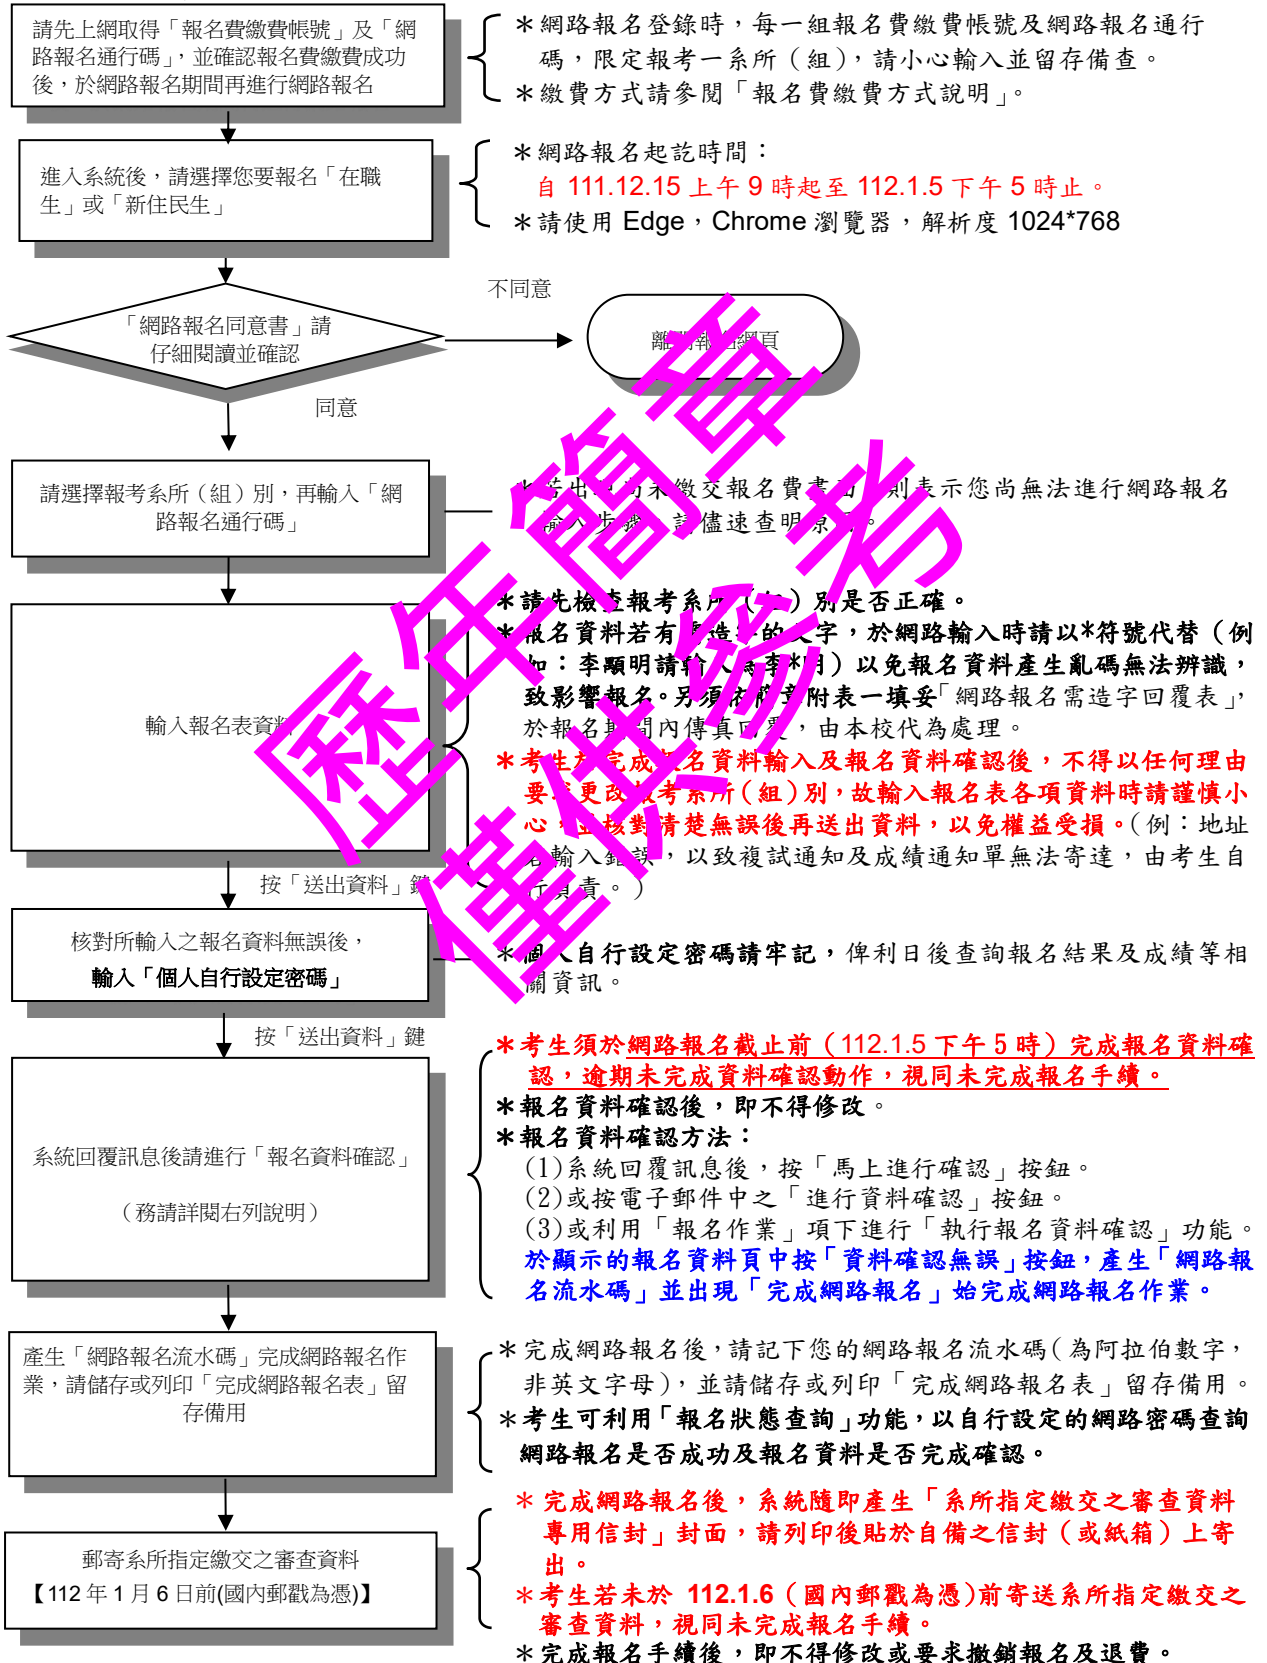 請先上網取得「報名費繳費帳號」及「網
路報名通行碼」，並確認報名費繳費成功
後，於網路報名期間再進行網路報名
＊網路報名登錄時，每一組報名費繳費帳號及網路報名通行
碼，限定報考一系所（組），請小心輸入並留存備查。
＊繳費方式請參閱「報名費繳費方式說明」。
進入系統後，請選擇您要報名「在職
生」或「新住民生」
＊網路報名起訖時間：
自 111.12.15 上午 9 時起至 112.1.5 下午 5 時止。
＊請使用 Edge，Chrome 瀏覽器，解析度 1024*768
「網路報名同意書」請
仔細閱讀並確認
不同意
離開報名網頁
同意
請選擇報考系所（組）別，再輸入「網
路報名通行碼」
＊若出現尚未繳交報名費畫面，則表示您尚無法進行網路報名
輸入步驟，請儘速查明原因。
輸入報名表資料
＊請先檢查報考系所（組）別是否正確。
＊報名資料若有需造字的文字，於網路輸入時請以*符號代替（例
如：李顯明請輸入為李*明）以免報名資料產生亂碼無法辨識，
致影響報名。另須依簡章附表一填妥「網路報名需造字回覆表」，
於報名期間內傳真回覆，由本校代為處理。
＊考生於完成報名資料輸入及報名資料確認後，不得以任何理由
要求更改報考系所（組）別，故輸入報名表各項資料時請謹慎小
心，並核對清楚無誤後再送出資料，以免權益受損。（例：地址
若輸入錯誤，以致複試通知及成績通知單無法寄達，由考生自
行負責。）
按「送出資料」鍵
核對所輸入之報名資料無誤後，
輸入「個人自行設定密碼」
＊個人自行設定密碼請牢記，俾利日後查詢報名結果及成績等相
關資訊。
按「送出資料」鍵
系統回覆訊息後請進行「報名資料確認」
（務請詳閱右列說明）
＊考生須於網路報名截止前（112.1.5 下午 5 時）完成報名資料確
認，逾期未完成資料確認動作，視同未完成報名手續。
＊報名資料確認後，即不得修改。
＊報名資料確認方法：
(1)系統回覆訊息後，按「馬上進行確認」按鈕。
(2)或按電子郵件中之「進行資料確認」按鈕。
(3)或利用「報名作業」項下進行「執行報名資料確認」功能。
於顯示的報名資料頁中按「資料確認無誤」按鈕，產生「網路報
名流水碼」並出現「完成網路報名」始完成網路報名作業。
產生「網路報名流水碼」完成網路報名作
業，請儲存或列印「完成網路報名表」留
存備用
＊完成網路報名後，請記下您的網路報名流水碼（為阿拉伯數字，
非英文字母），並請儲存或列印「完成網路報名表」留存備用。
＊考生可利用「報名狀態查詢」功能，以自行設定的網路密碼查詢
網路報名是否成功及報名資料是否完成確認。
郵寄系所指定繳交之審查資料
【112 年 1 月 6 日前(國內郵戳為憑)】
＊完成網路報名後，系統隨即產生「系所指定繳交之審查資料
專用信封」封面，請列印後貼於自備之信封（或紙箱）上寄
出。
＊考生若未於 112.1.6（國內郵戳為憑)前寄送系所指定繳交之
審查資料，視同未完成報名手續。
＊完成報名手續後，即不得修改或要求撤銷報名及退費。
歷年簡章
僅供參考